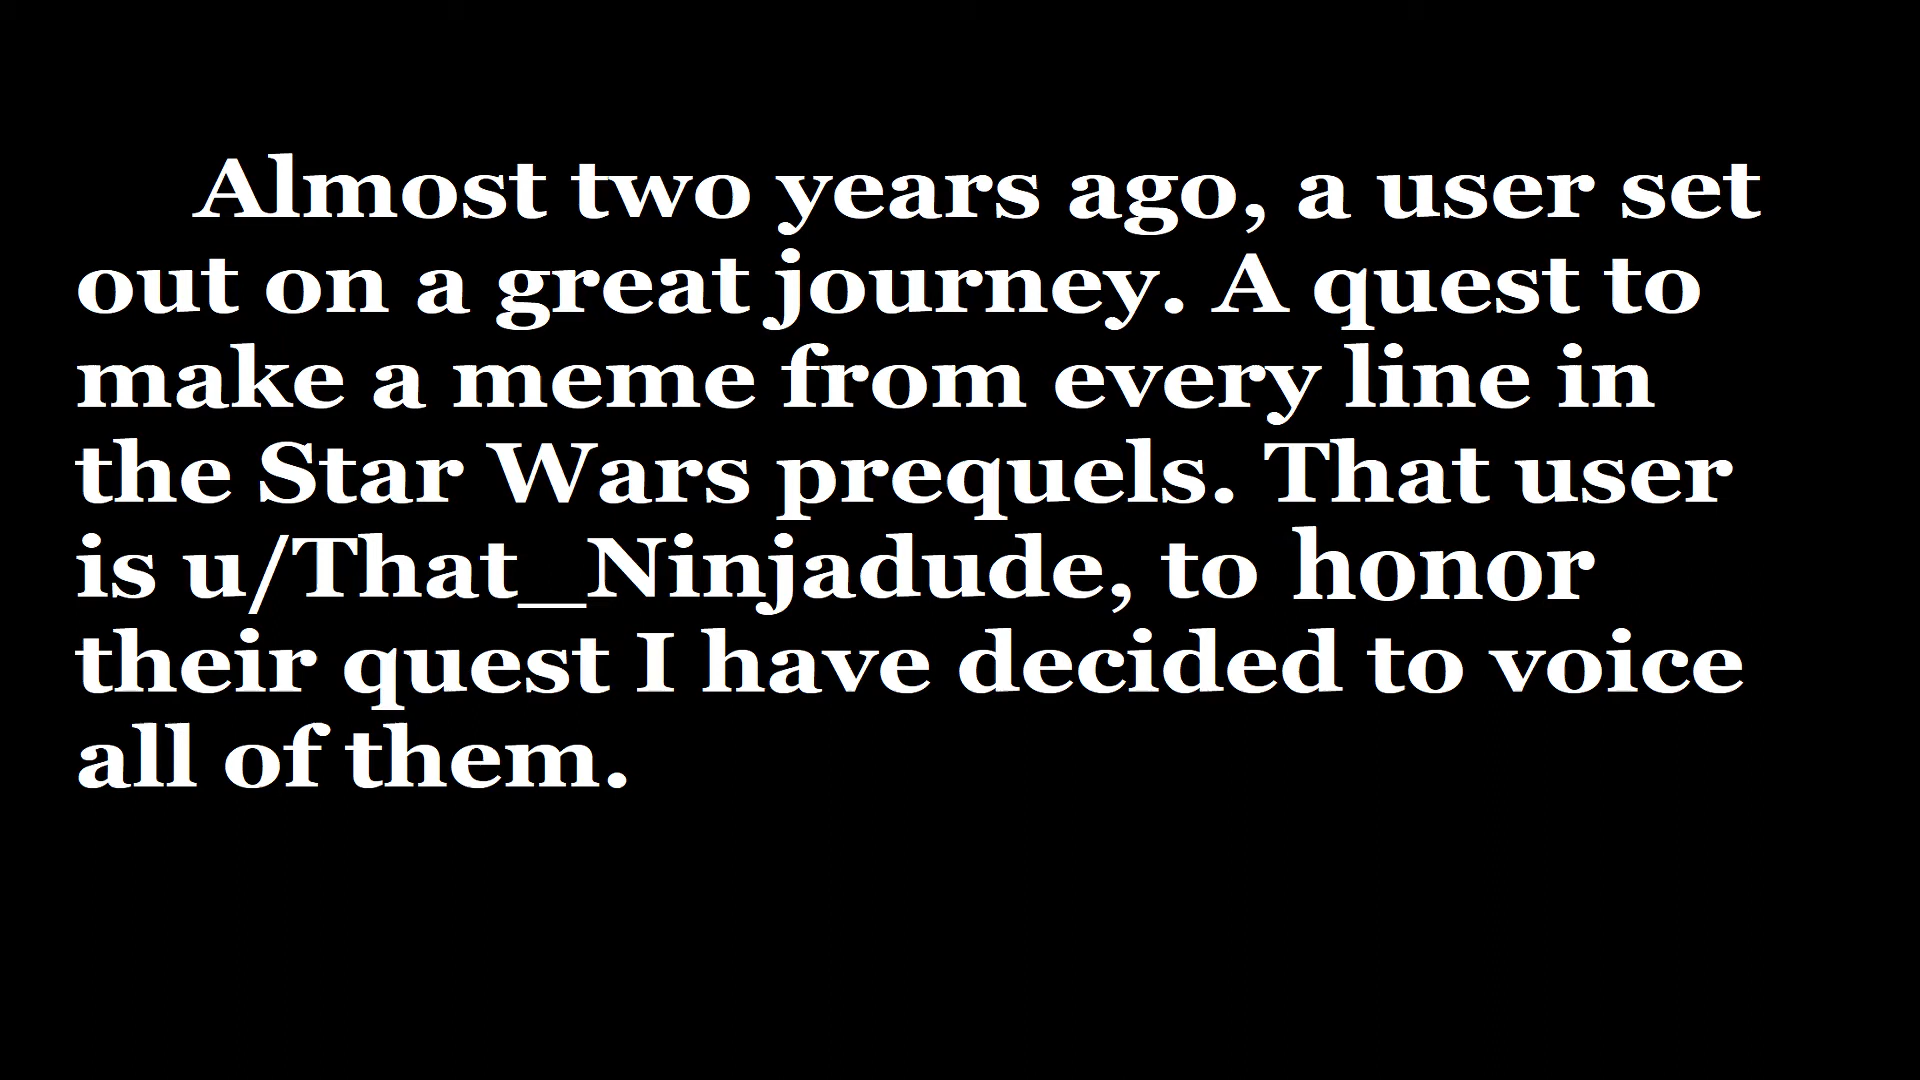 Almost two years ago, a user set
out on a great journey. A quest to
make a meme from every line in
the Star Wars prequels. That user
is u/That_Ninjadude, to honor
their quest I have decided to voice
all of them.